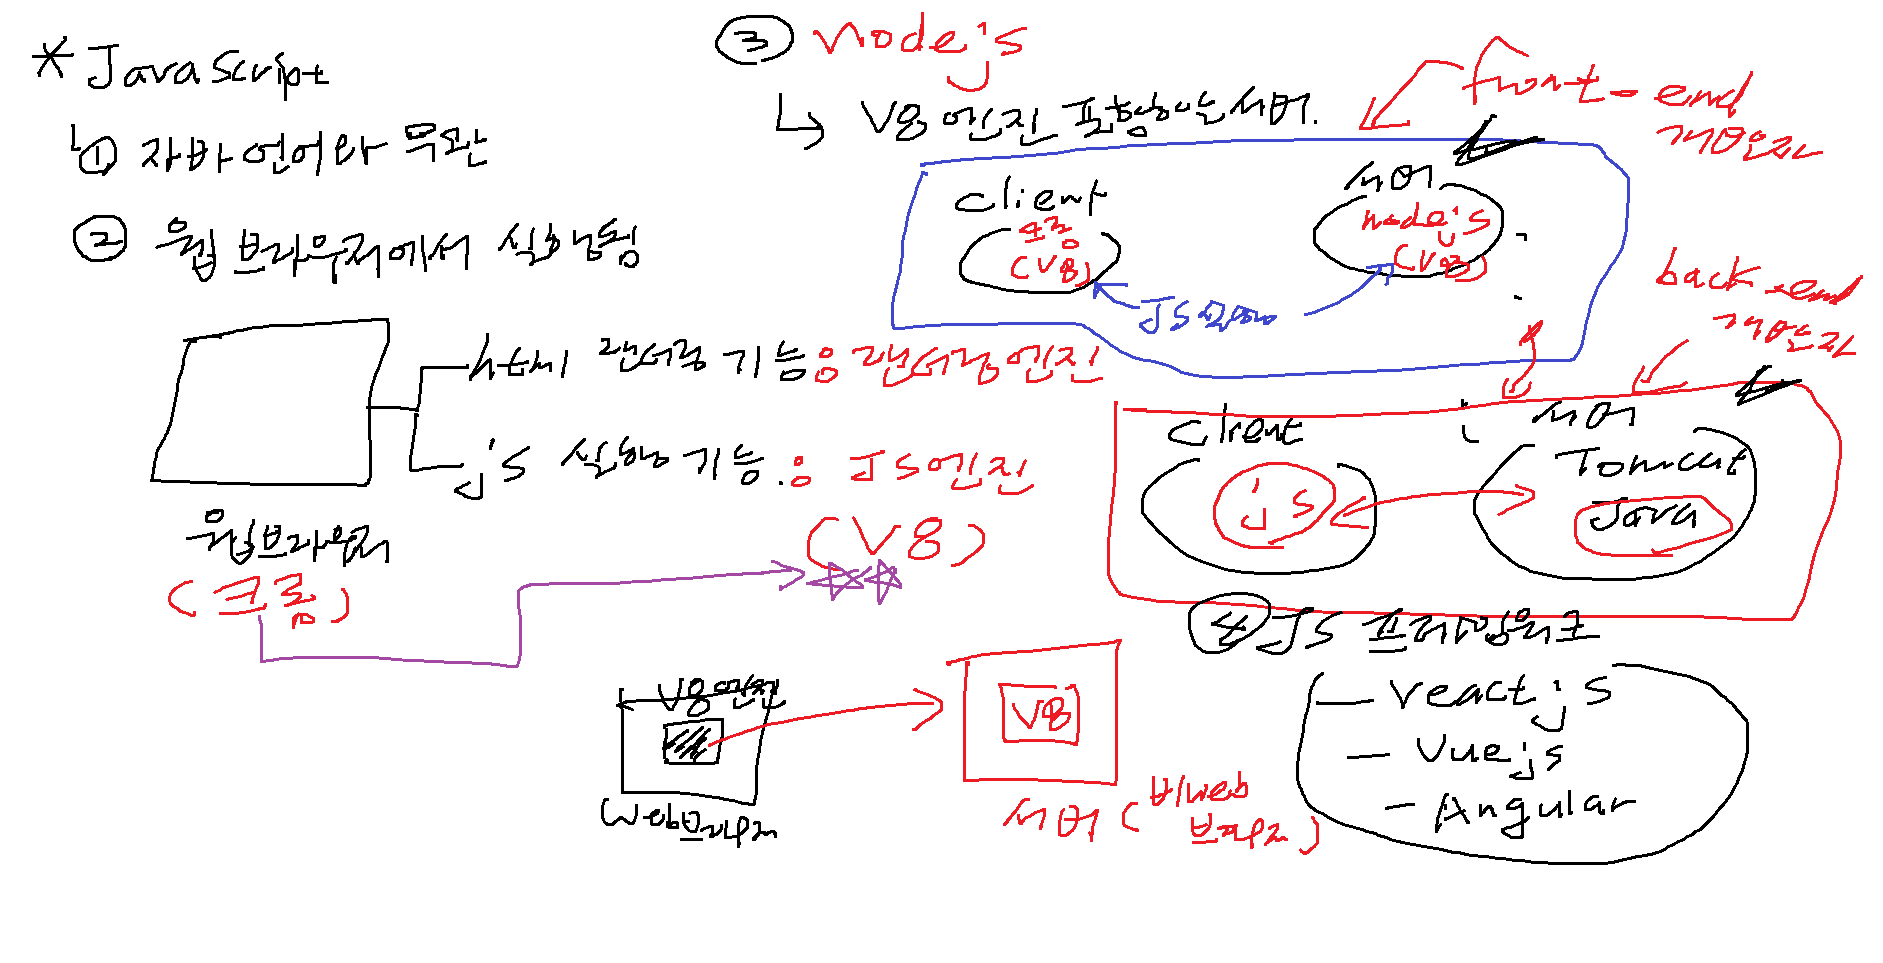 * JavaScript
① 자바 언어와 무관
② 웹 브라우저에서 실행됨
html 랜더링 기능 : 랜더링엔진
js 실행 기능. : JS엔진
(V8)
웹브라우저
(크롬)
③ node.js
V8 엔진 포함하는 서버.
front-end
개발자
client
크롬
(V8)
서버
node.js
(V8)
JS
back-end
개발자
client
js
서버
Tomcat
Java
④ JS 프레임워크
- react js
- Vue js
- Angular
V8 엔진
Web브라우저
V8
서버 (비web
브라우저)